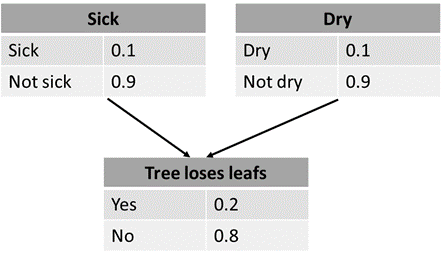 Sick
Sick 0.1
Not sick 0.9
Dry
Dry 0.1
Not dry 0.9
Tree loses leafs
Yes 0.2
No 0.8